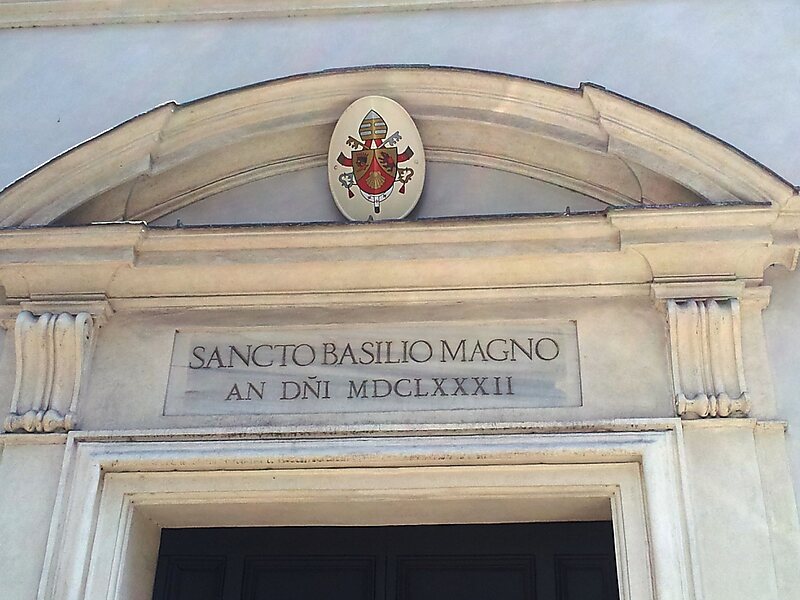 SANCTO BASILIO MAGNO
AN DÑI MDCLXXXII